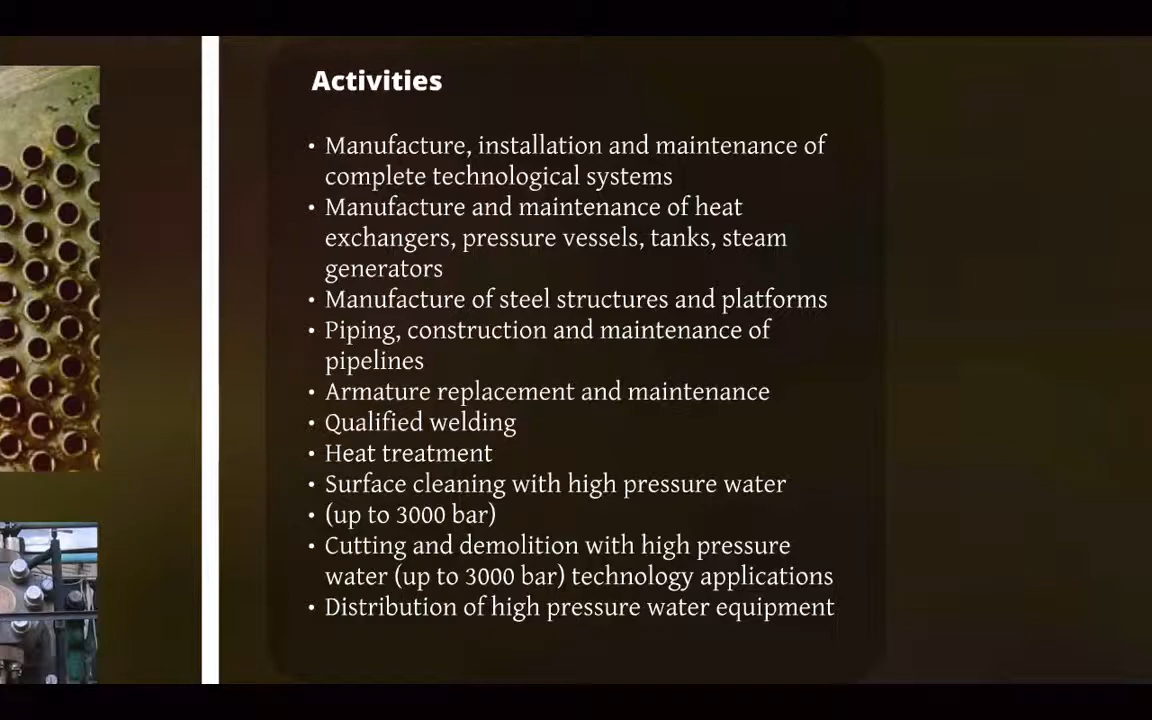 Activities
• Manufacture, installation and maintenance of
complete technological systems
• Manufacture and maintenance of heat
exchangers, pressure vessels, tanks, steam
generators
• Manufacture of steel structures and platforms
• Piping, construction and maintenance of
pipelines
• Armature replacement and maintenance
• Qualified welding
• Heat treatment
• Surface cleaning with high pressure water
• (up to 3000 bar)
• Cutting and demolition with high pressure
water (up to 3000 bar) technology applications
• Distribution of high pressure water equipment